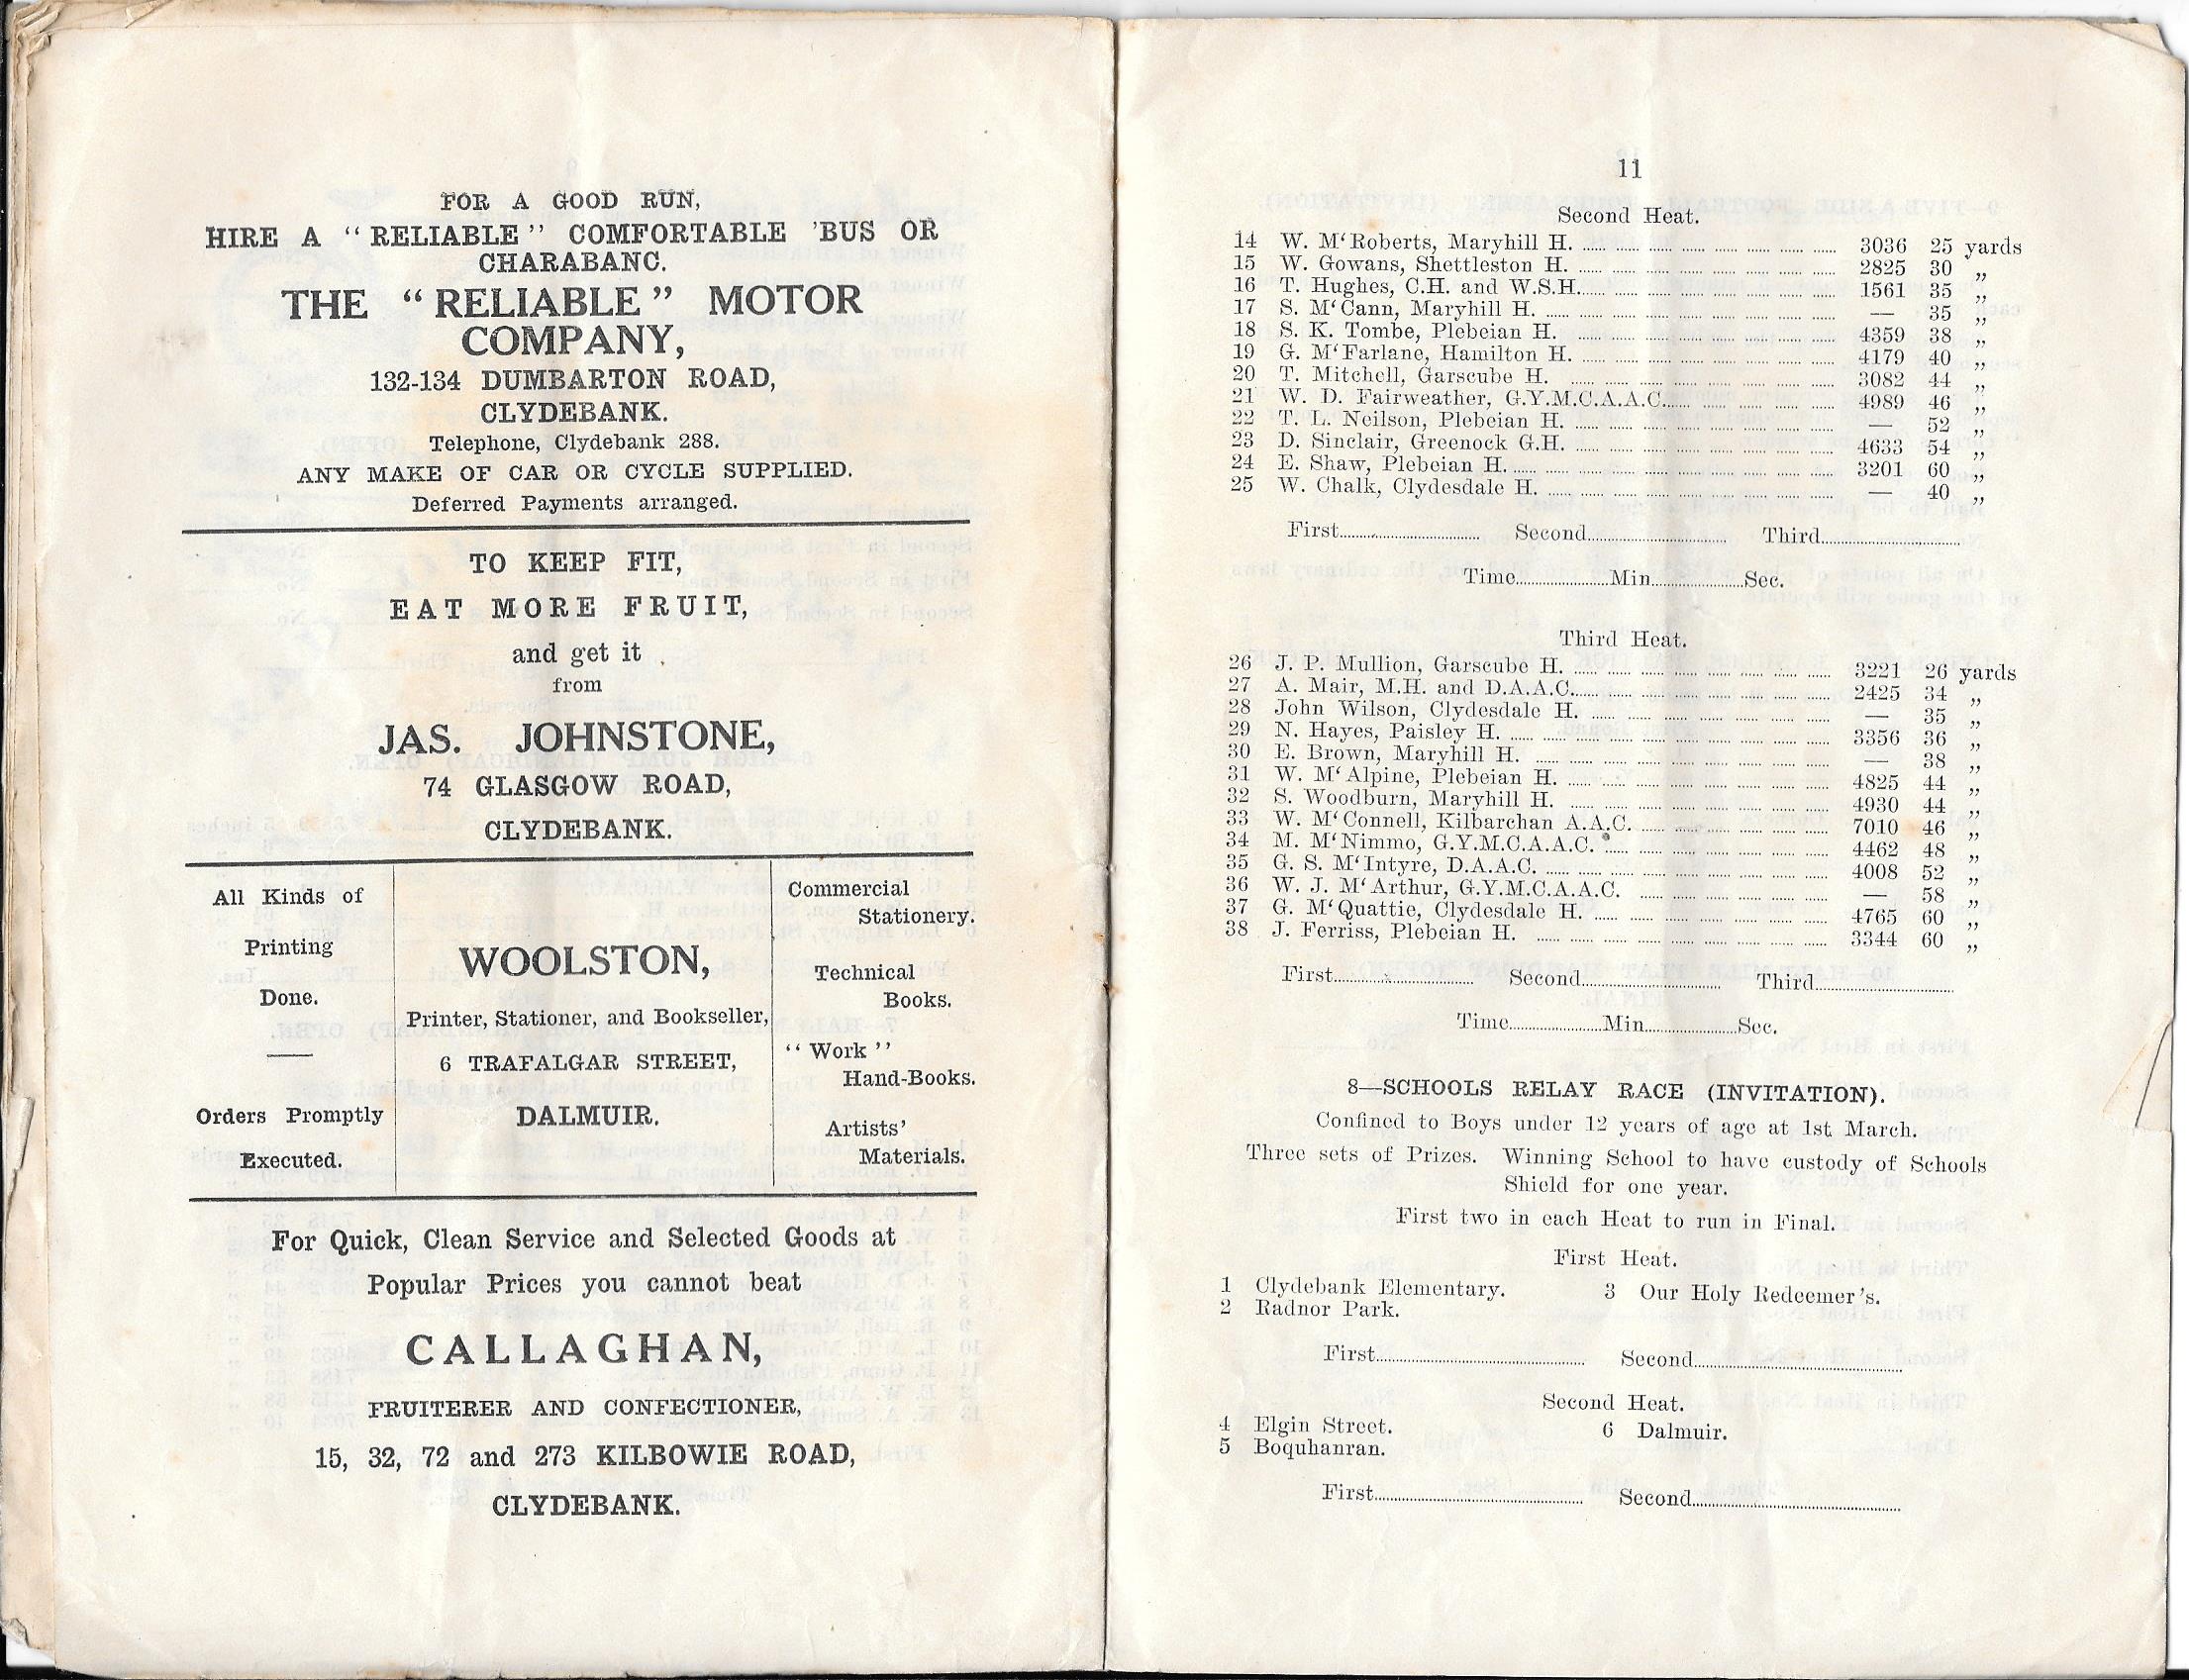 FOR A GOOD RUN,
HIRE A "RELIABLE" COMFORTABLE 'BUS OR
CHARABANC.
THE "RELIABLE" MOTOR
COMPANY,
132-134 DUMBARTON ROAD,
CLYDEBANK.
Telephone, Clydebank 288.
ANY MAKE OF CAR OR CYCLE SUPPLIED.
Deferred Payments arranged.
TO KEEP FIT,
EAT MORE FRUIT,
and get it
from
JAS. JOHNSTONE,
74 GLASGOW ROAD,
CLYDEBANK.
All Kinds of
Printing
Done.
—
Orders Promptly
Executed.
WOOLSTON,
Printer, Stationer, and Bookseller,
6 TRAFALGAR STREET,
DALMUIR.
Commercial
Stationery.
Technical
Books.
"Work"
Hand-Books.
Artists'
Materials.
For Quick, Clean Service and Selected Goods at
Popular Prices you cannot beat
CALLAGHAN,
FRUITERER AND CONFECTIONER,
15, 32, 72 and 273 KILBOWIE ROAD,
CLYDEBANK.
11
Second Heat.
14 W. M'Roberts, Maryhill H. ...... 3036 25 yards
15 W. Gowans, Shettleston H. ...... 2825 30 ,,
16 T. Hughes, C.H. and W.S.H. ...... 1561 35 ,,
17 S. M'Cann, Maryhill H. ...... — 35 ,,
18 S. K. Tombe, Plebeian H. ...... 4359 38 ,,
19 G. M'Farlane, Hamilton H. ...... 4179 40 ,,
20 T. Mitchell, Garscube H. ...... 3082 44 ,,
21 W. D. Fairweather, G.Y.M.C.A.A.C. ...... 4989 46 ,,
22 T. L. Neilson, Plebeian H. ...... — 52 ,,
23 D. Sinclair, Greenock G.H. ...... 4633 54 ,,
24 E. Shaw, Plebeian H. ...... 3201 60 ,,
25 W. Chalk, Clydesdale H. ...... — 40 ,,
First............ Second............ Third............
Time............Min............Sec.
Third Heat.
26 J. P. Mullion, Garscube H. ...... 3221 26 yards
27 A. Mair, M.H. and D.A.A.C. ...... 2425 34 ,,
28 John Wilson, Clydesdale H. ...... — 35 ,,
29 N. Hayes, Paisley H. ...... 3356 36 ,,
30 E. Brown, Maryhill H. ...... — 38 ,,
31 W. M'Alpine, Plebeian H. ...... 4825 44 ,,
32 S. Woodburn, Maryhill H. ...... 4930 44 ,,
33 W. M'Connell, Kilbarchan A.A.C. ...... 7010 46 ,,
34 M. M'Nimmo, G.Y.M.C.A.A.C. ...... 4462 48 ,,
35 G. S. M'Intyre, D.A.A.C. ...... 4008 52 ,,
36 W. J. M'Arthur, G.Y.M.C.A.A.C. ...... — 58 ,,
37 G. M'Quattie, Clydesdale H. ...... 4765 60 ,,
38 J. Ferriss, Plebeian H. ...... 3344 60 ,,
First............ Second............ Third............
Time............Min............Sec.
8—SCHOOLS RELAY RACE (INVITATION).
Confined to Boys under 12 years of age at 1st March.
Three sets of Prizes. Winning School to have custody of Schools
Shield for one year.
First two in each Heat to run in Final.
First Heat.
1 Clydebank Elementary. 3 Our Holy Redeemer's.
2 Radnor Park.
First............ Second............
Second Heat.
4 Elgin Street. 6 Dalmuir.
5 Boquhanran.
First............ Second............